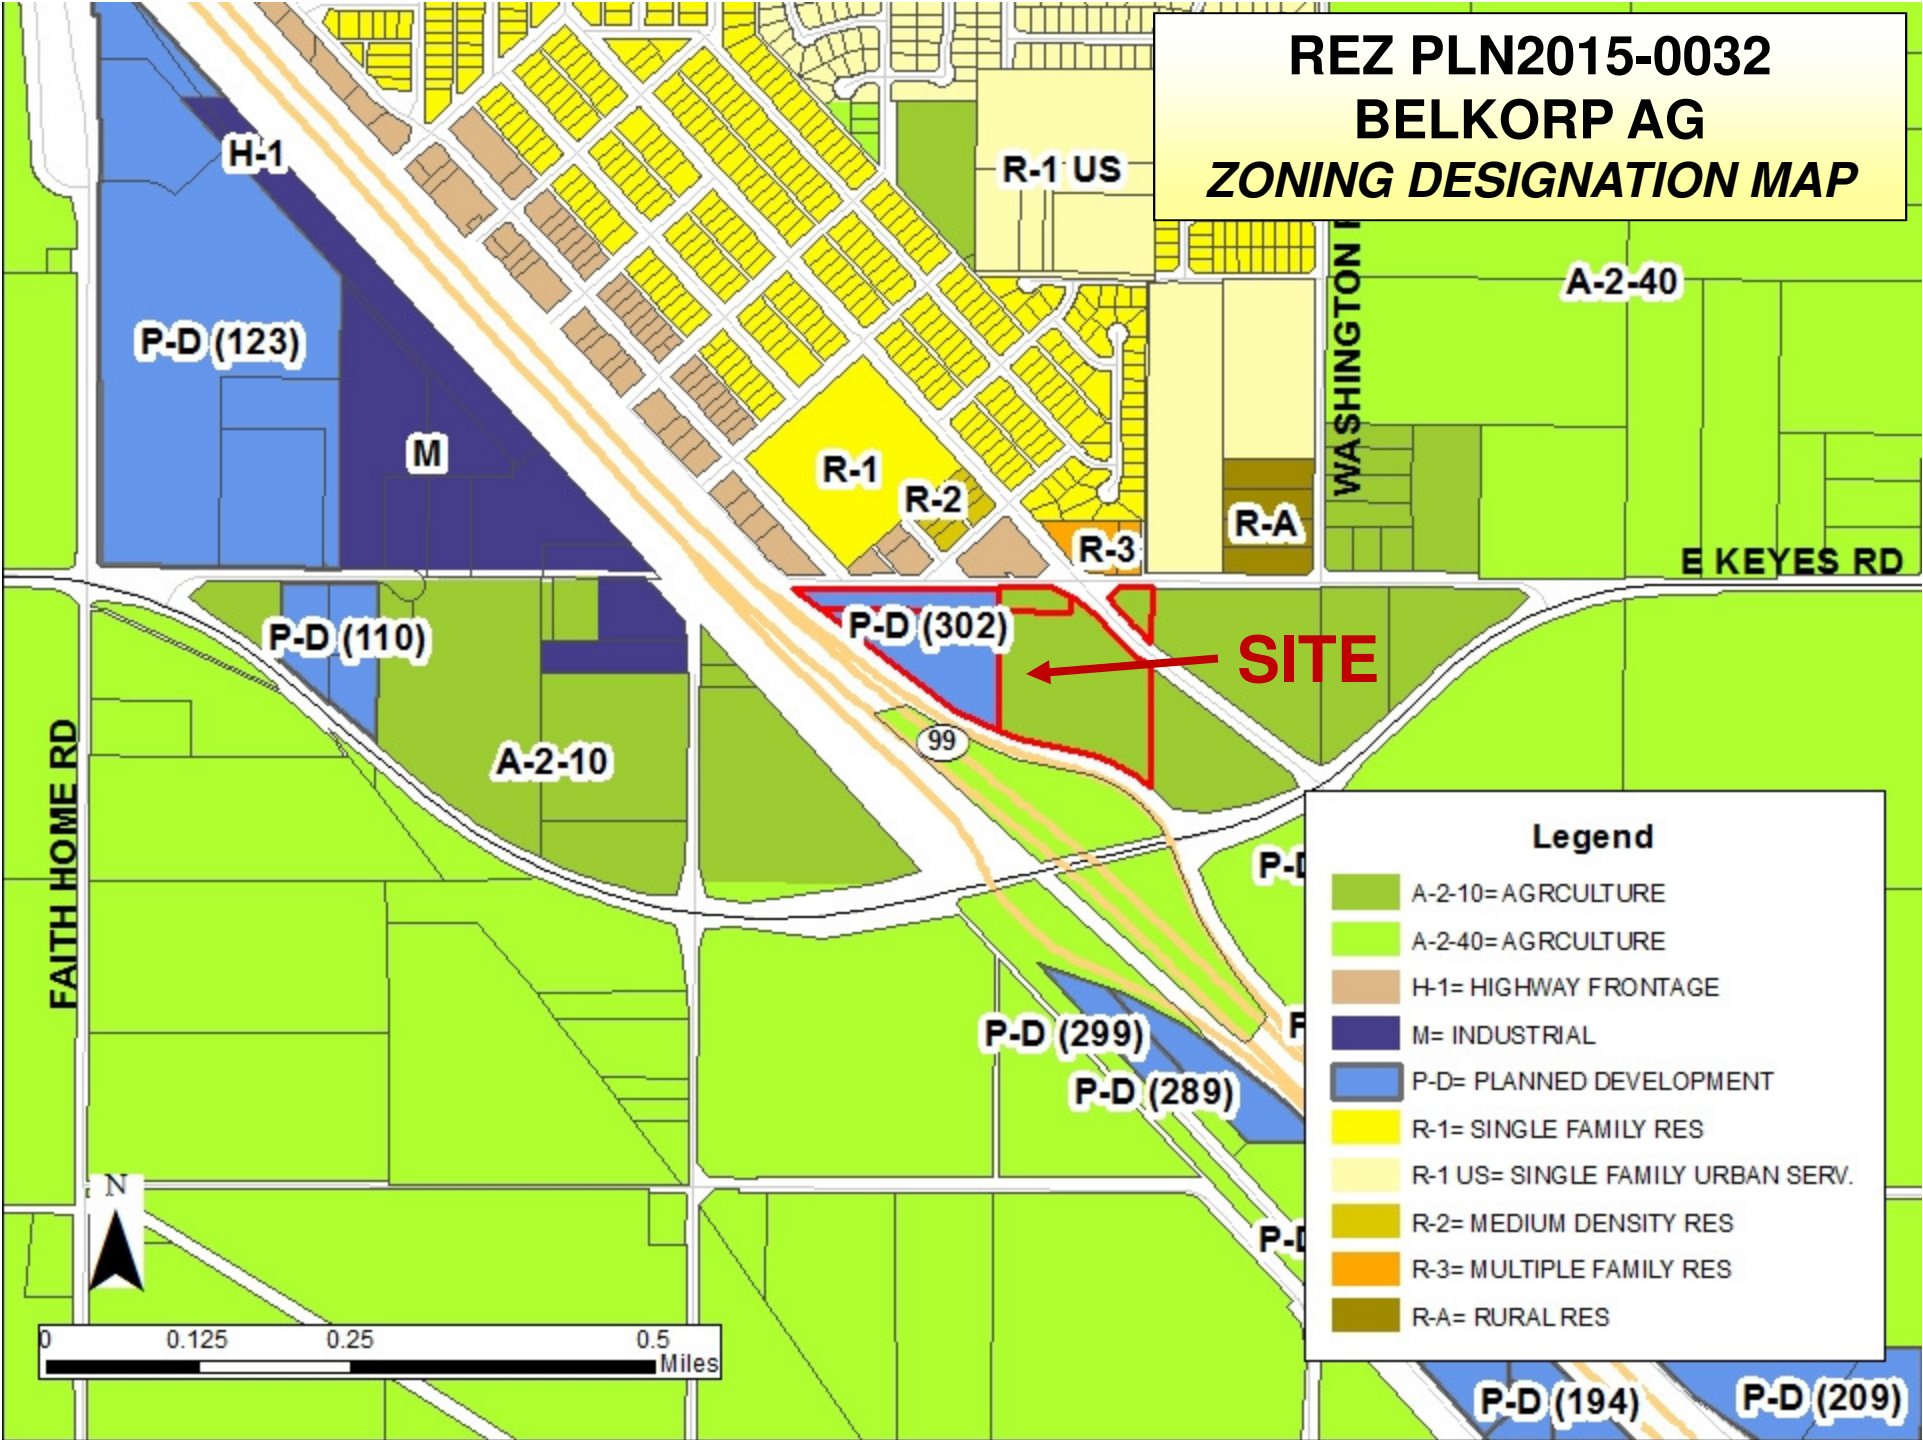 REZ PLN2015-0032
BELKORP AG
ZONING DESIGNATION MAP
H-1
R-1 US
A-2-40
P-D (123)
WASHINGTON
M
R-1
R-2
R-A
R-3
E KEYES RD
P-D (110)
P-D (302)
SITE
99
A-2-10
FAITH HOME RD
P-D (299)
P-D (289)
P-D (194)
P-D (209)
N
0 0.125 0.25 0.5
Miles
Legend
A-2-10= AGRCULTURE
A-2-40= AGRCULTURE
H-1= HIGHWAY FRONTAGE
M= INDUSTRIAL
P-D= PLANNED DEVELOPMENT
R-1= SINGLE FAMILY RES
R-1 US= SINGLE FAMILY URBAN SERV.
R-2= MEDIUM DENSITY RES
R-3= MULTIPLE FAMILY RES
R-A= RURAL RES